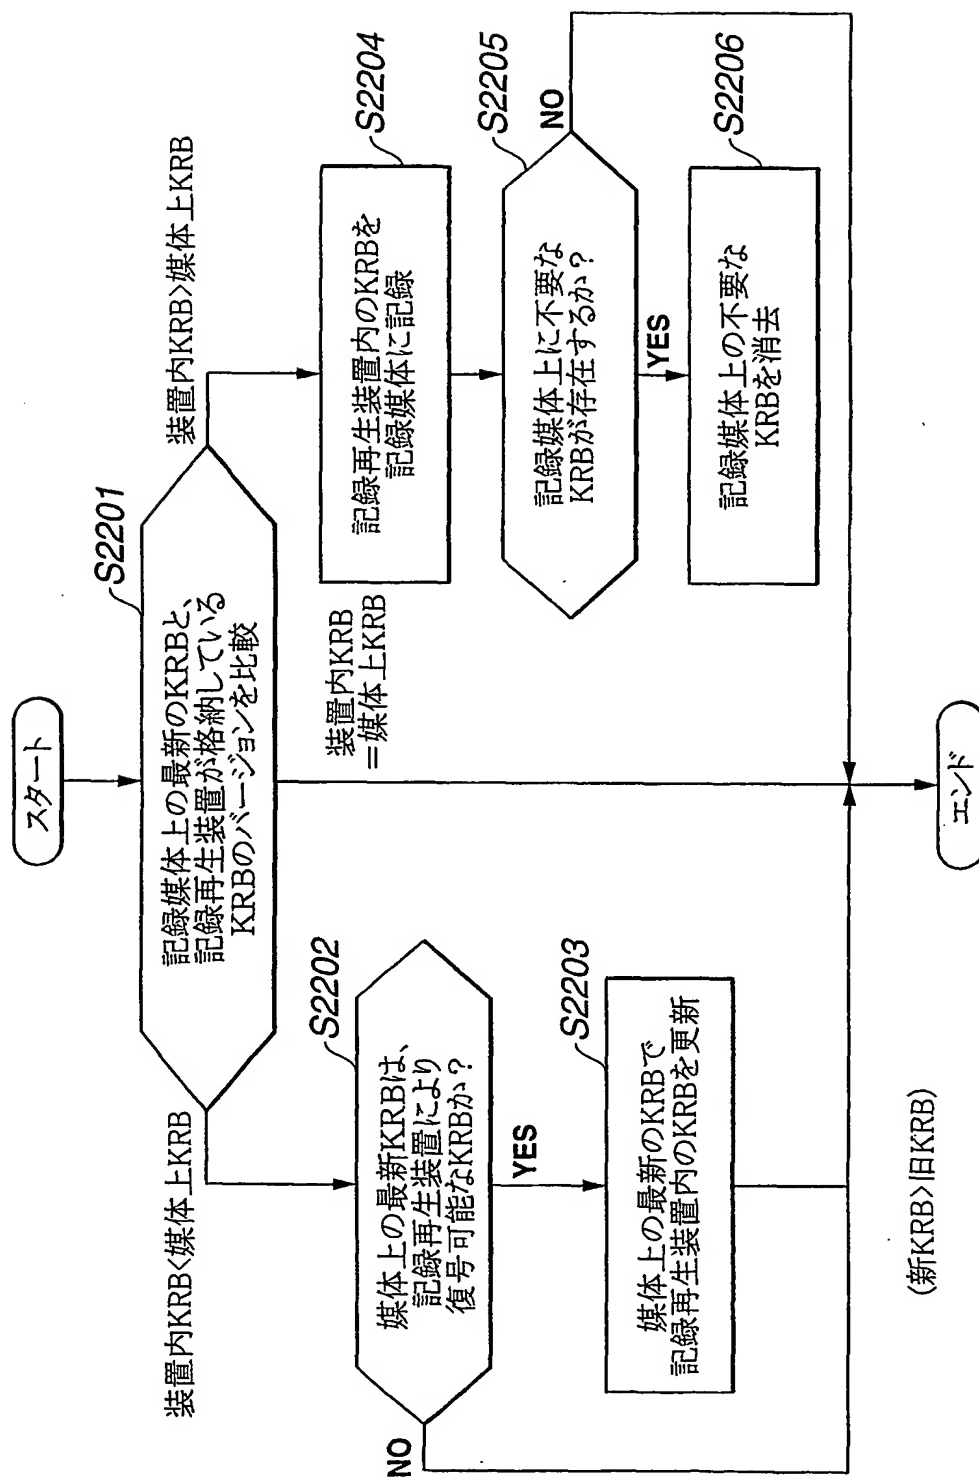 スタート
S2201
記録媒体上の最新のKRBと、
記録再生装置が格納している
KRBのバージョンを比較
装置内KRB<媒体上KRB
装置内KRB
=媒体上KRB
装置内KRB>媒体上KRB
S2202
媒体上の最新KRBは、
記録再生装置により
復号可能なKRBか?
NO
YES
S2203
媒体上の最新のKRBで
記録再生装置内のKRBを更新
S2204
記録再生装置内のKRBを
記録媒体に記録
S2205
記録媒体上に不要な
KRBが存在するか?
NO
YES
S2206
記録媒体上の不要な
KRBを消去
エンド
(新KRB>旧KRB)